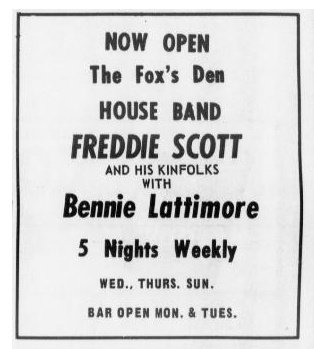 NOW OPEN
The Fox's Den
HOUSE BAND
FREDDIE SCOTT
AND HIS KINFOLKS
WITH
Bennie Lattimore
5 Nights Weekly
WED., THURS. SUN.
BAR OPEN MON. & TUES.